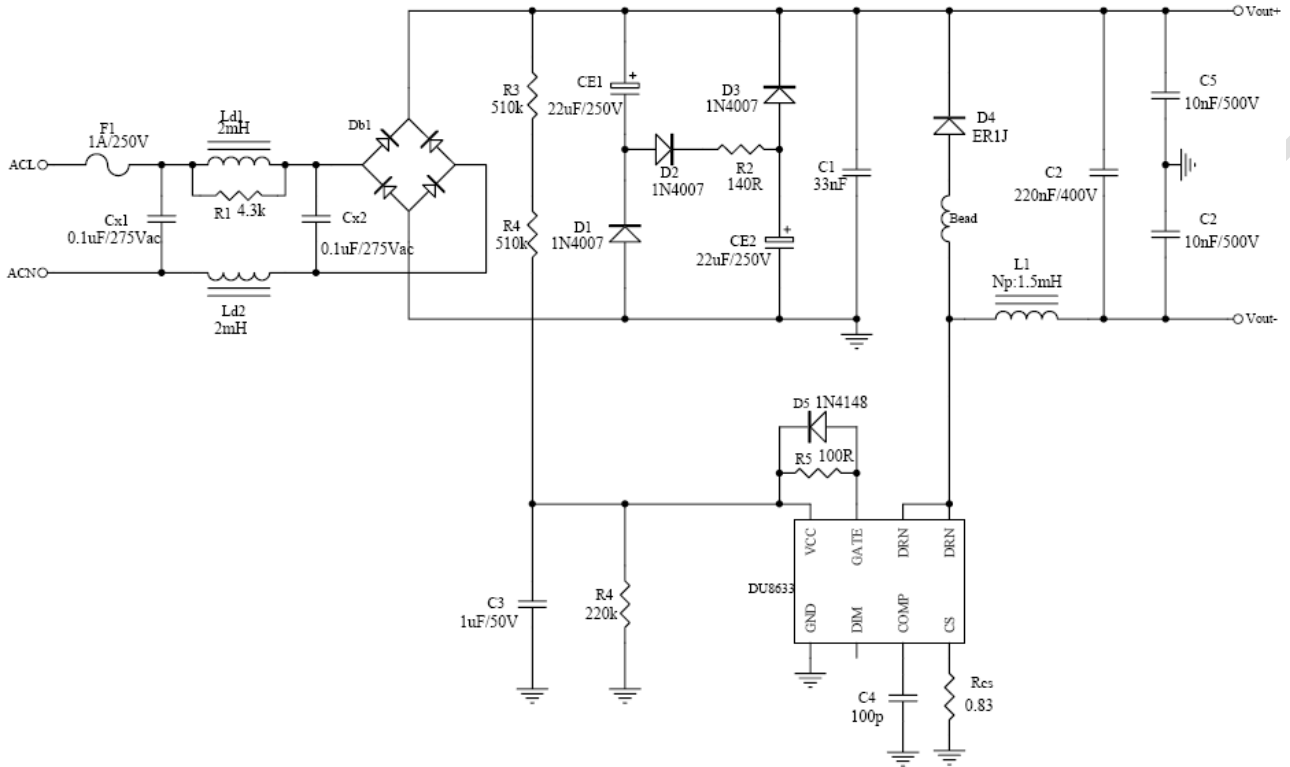 Vout+
CE1
22uF/250V
R3
510k
D3
1N4007
C5
10nF/500V
Ld1
2mH
F1
1A/250V
Db1
D4
ER1J
ACL
D2
1N4007
R2
140R
C1
33nF
C2
220nF/400V
R1
4.3k
Cx1
0.1uF/275Vac
Cx2
0.1uF/275Vac
R4
510k
D1
1N4007
Bead
CE2
22uF/250V
C2
10nF/500V
ACN
L1
Np:1.5mH
Ld2
2mH
Vout-
D5
1N4148
R5
100R
VCC
GATE
DRN
DRN
DU8633
C3
1uF/50V
R4
220k
GND
DIM
COMP
CS
C4
100p
Rcs
0.83